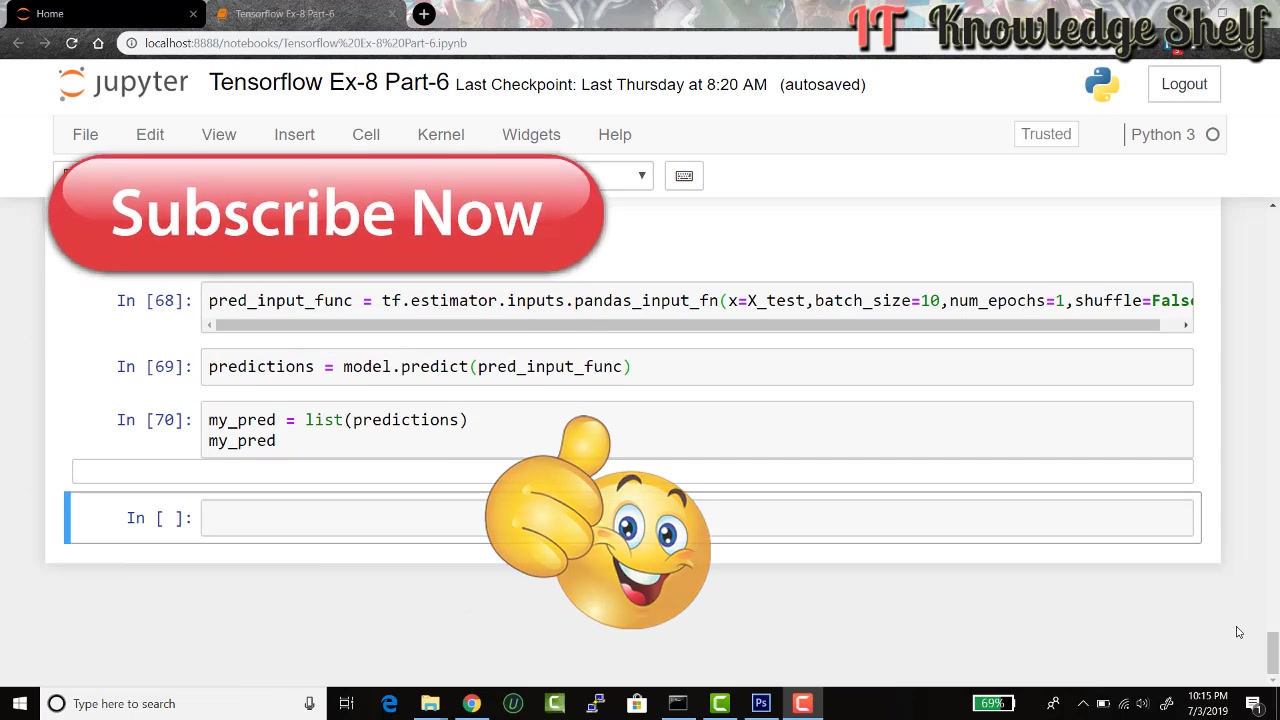 Home
Tensorflow Ex-8 Part-6
IT Knowledge Shelf
localhost:8888/notebooks/Tensorflow%20Ex-8%20Part-6.ipynb
jupyter Tensorflow Ex-8 Part-6 Last Checkpoint: Last Thursday at 8:20 AM (autosaved)
Logout
File Edit View Insert Cell Kernel Widgets Help Trusted Python 3
Subscribe Now
In [68]: pred_input_func = tf.estimator.inputs.pandas_input_fn(x=X_test,batch_size=10,num_epochs=1,shuffle=False
In [69]: predictions = model.predict(pred_input_func)
In [70]: my_pred = list(predictions)
my_pred
In [ ]:
Type here to search
69%
10:15 PM
7/3/2019